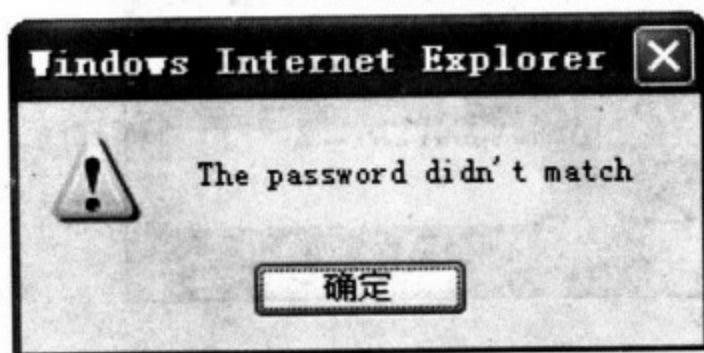 Windows Internet Explorer
The password didn't match
确定